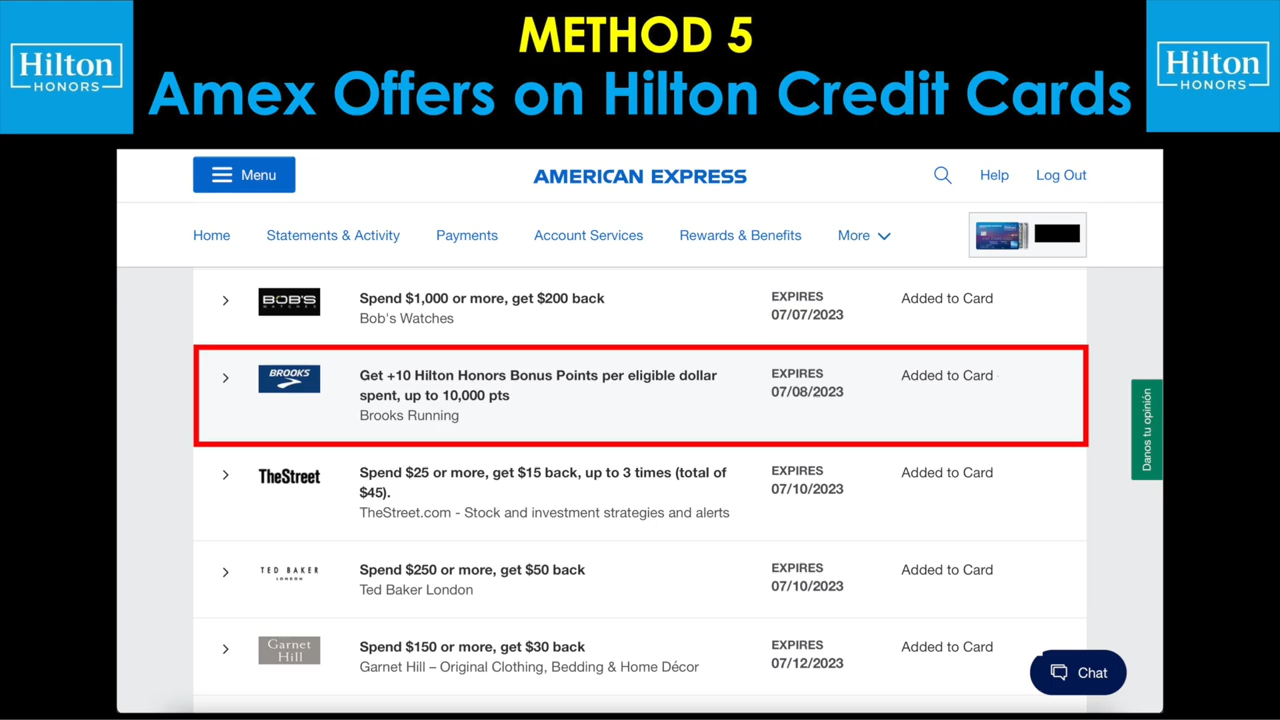 METHOD 5
Hilton
HONORS
Amex Offers on Hilton Credit Cards
Hilton
HONORS
Menu
AMERICAN EXPRESS
Help
Log Out
Home
Statements & Activity
Payments
Account Services
Rewards & Benefits
More
BOB'S
WATCHES
Spend $1,000 or more, get $200 back
Bob's Watches
EXPIRES
07/07/2023
Added to Card
BROOKS
Get +10 Hilton Honors Bonus Points per eligible dollar
spent, up to 10,000 pts
Brooks Running
EXPIRES
07/08/2023
Added to Card
TheStreet
Spend $25 or more, get $15 back, up to 3 times (total of
$45).
TheStreet.com - Stock and investment strategies and alerts
EXPIRES
07/10/2023
Added to Card
Danos tu opinión
TED BAKER
LONDON
Spend $250 or more, get $50 back
Ted Baker London
EXPIRES
07/10/2023
Added to Card
Garnet
Hill
Spend $150 or more, get $30 back
Garnet Hill – Original Clothing, Bedding & Home Décor
EXPIRES
07/12/2023
Added to Card
Chat